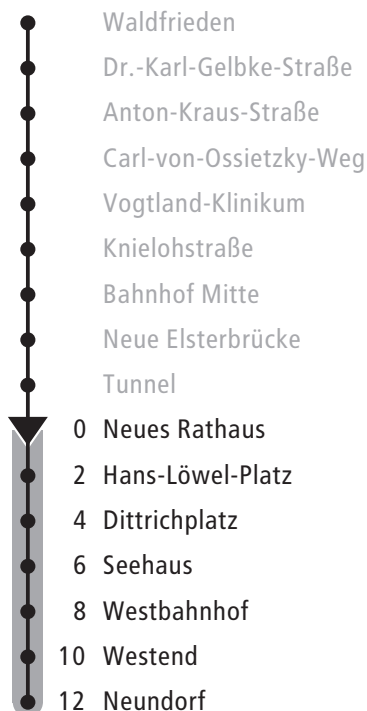 Waldfrieden
Dr.-Karl-Gelbke-Straße
Anton-Kraus-Straße
Carl-von-Ossietzky-Weg
Vogtland-Klinikum
Knielohstraße
Bahnhof Mitte
Neue Elsterbrücke
Tunnel
0 Neues Rathaus
2 Hans-Löwel-Platz
4 Dittrichplatz
6 Seehaus
8 Westbahnhof
10 Westend
12 Neundorf